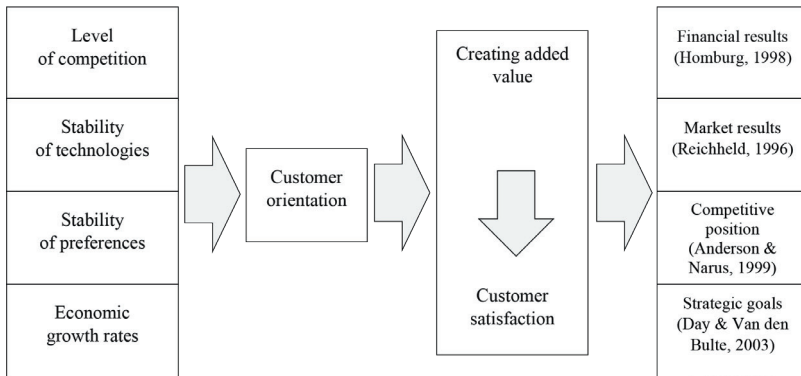 Level
of competition
Stability
of technologies
Stability
of preferences
Economic
growth rates
Customer
orientation
Creating added
value
Customer
satisfaction
Financial results
(Homburg, 1998)
Market results
(Reichheld, 1996)
Competitive
position
(Anderson &
Narus, 1999)
Strategic goals
(Day & Van den
Bulte, 2003)